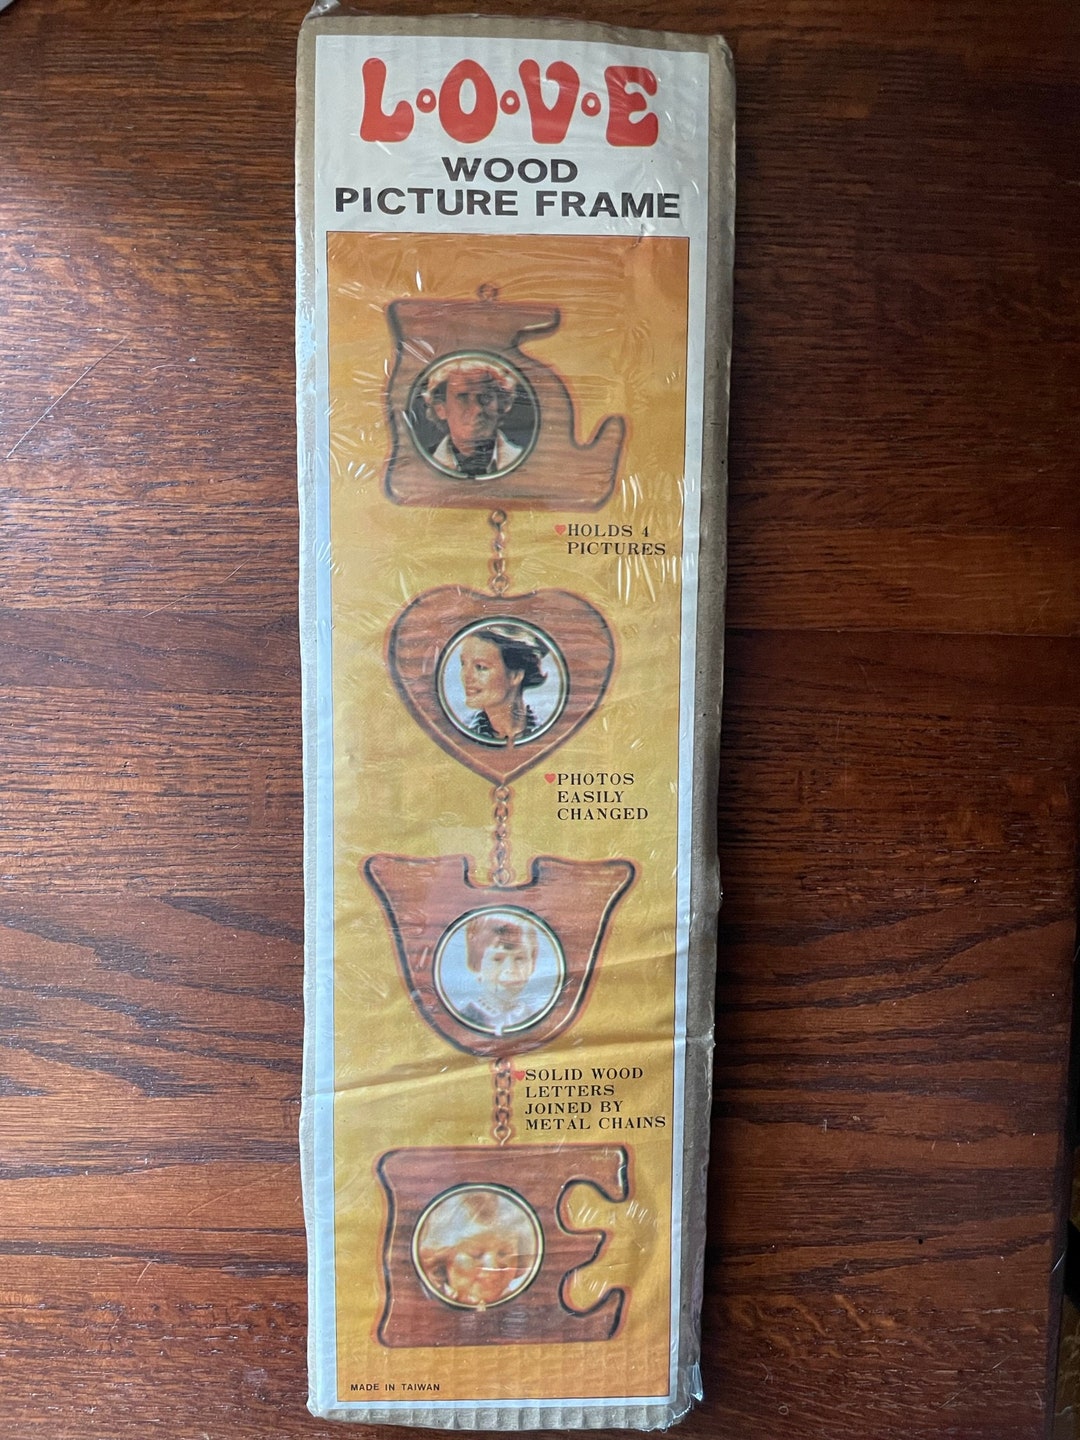 L•O•V•E
WOOD
PICTURE FRAME
HOLDS 4
PICTURES
PHOTOS
EASILY
CHANGED
SOLID WOOD
LETTERS
JOINED BY
METAL CHAINS
MADE IN TAIWAN